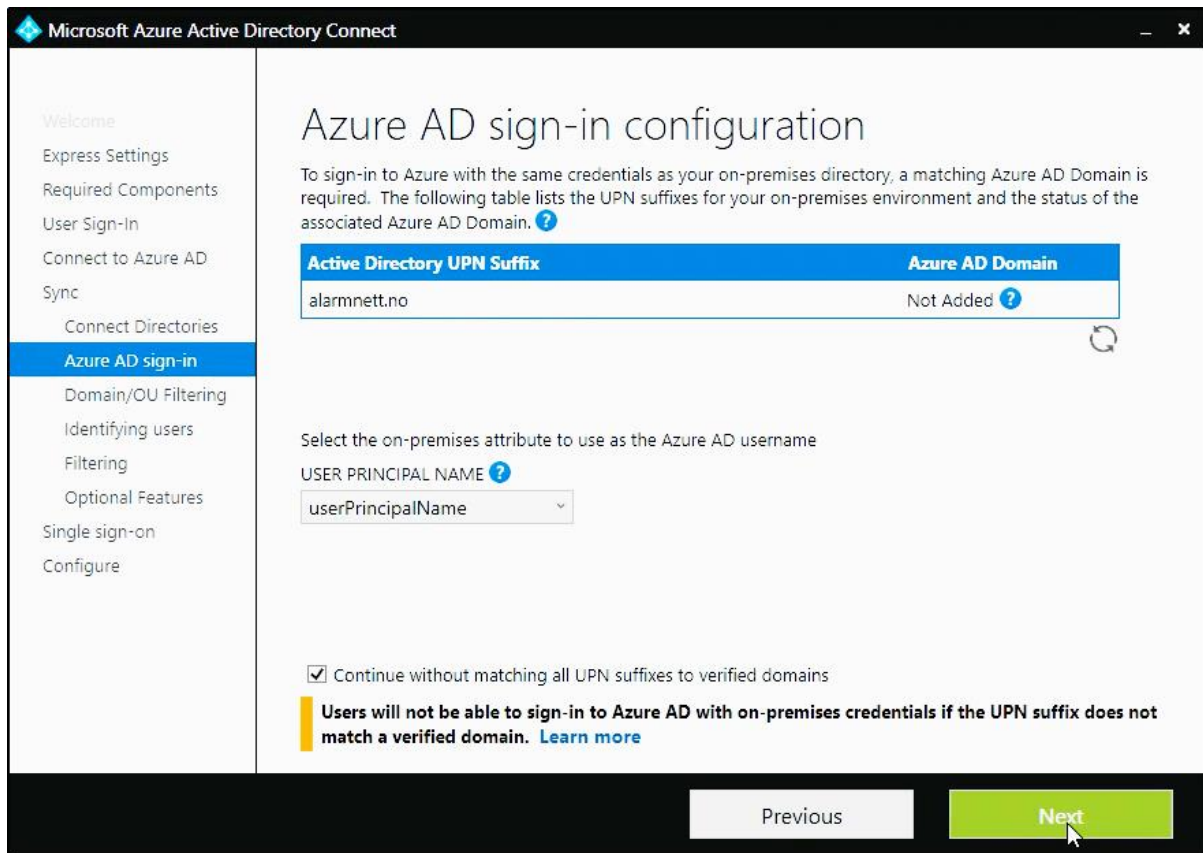 Microsoft Azure Active Directory Connect
Welcome
Express Settings
Required Components
User Sign-In
Connect to Azure AD
Sync
Connect Directories
Azure AD sign-in
Domain/OU Filtering
Identifying users
Filtering
Optional Features
Single sign-on
Configure
Azure AD sign-in configuration
To sign-in to Azure with the same credentials as your on-premises directory, a matching Azure AD Domain is
required. The following table lists the UPN suffixes for your on-premises environment and the status of the
associated Azure AD Domain. ?
Active Directory UPN Suffix Azure AD Domain
alarmnett.no Not Added ?
Select the on-premises attribute to use as the Azure AD username
USER PRINCIPAL NAME ?
userPrincipalName
Continue without matching all UPN suffixes to verified domains
Users will not be able to sign-in to Azure AD with on-premises credentials if the UPN suffix does not
match a verified domain. Learn more
Previous
Next